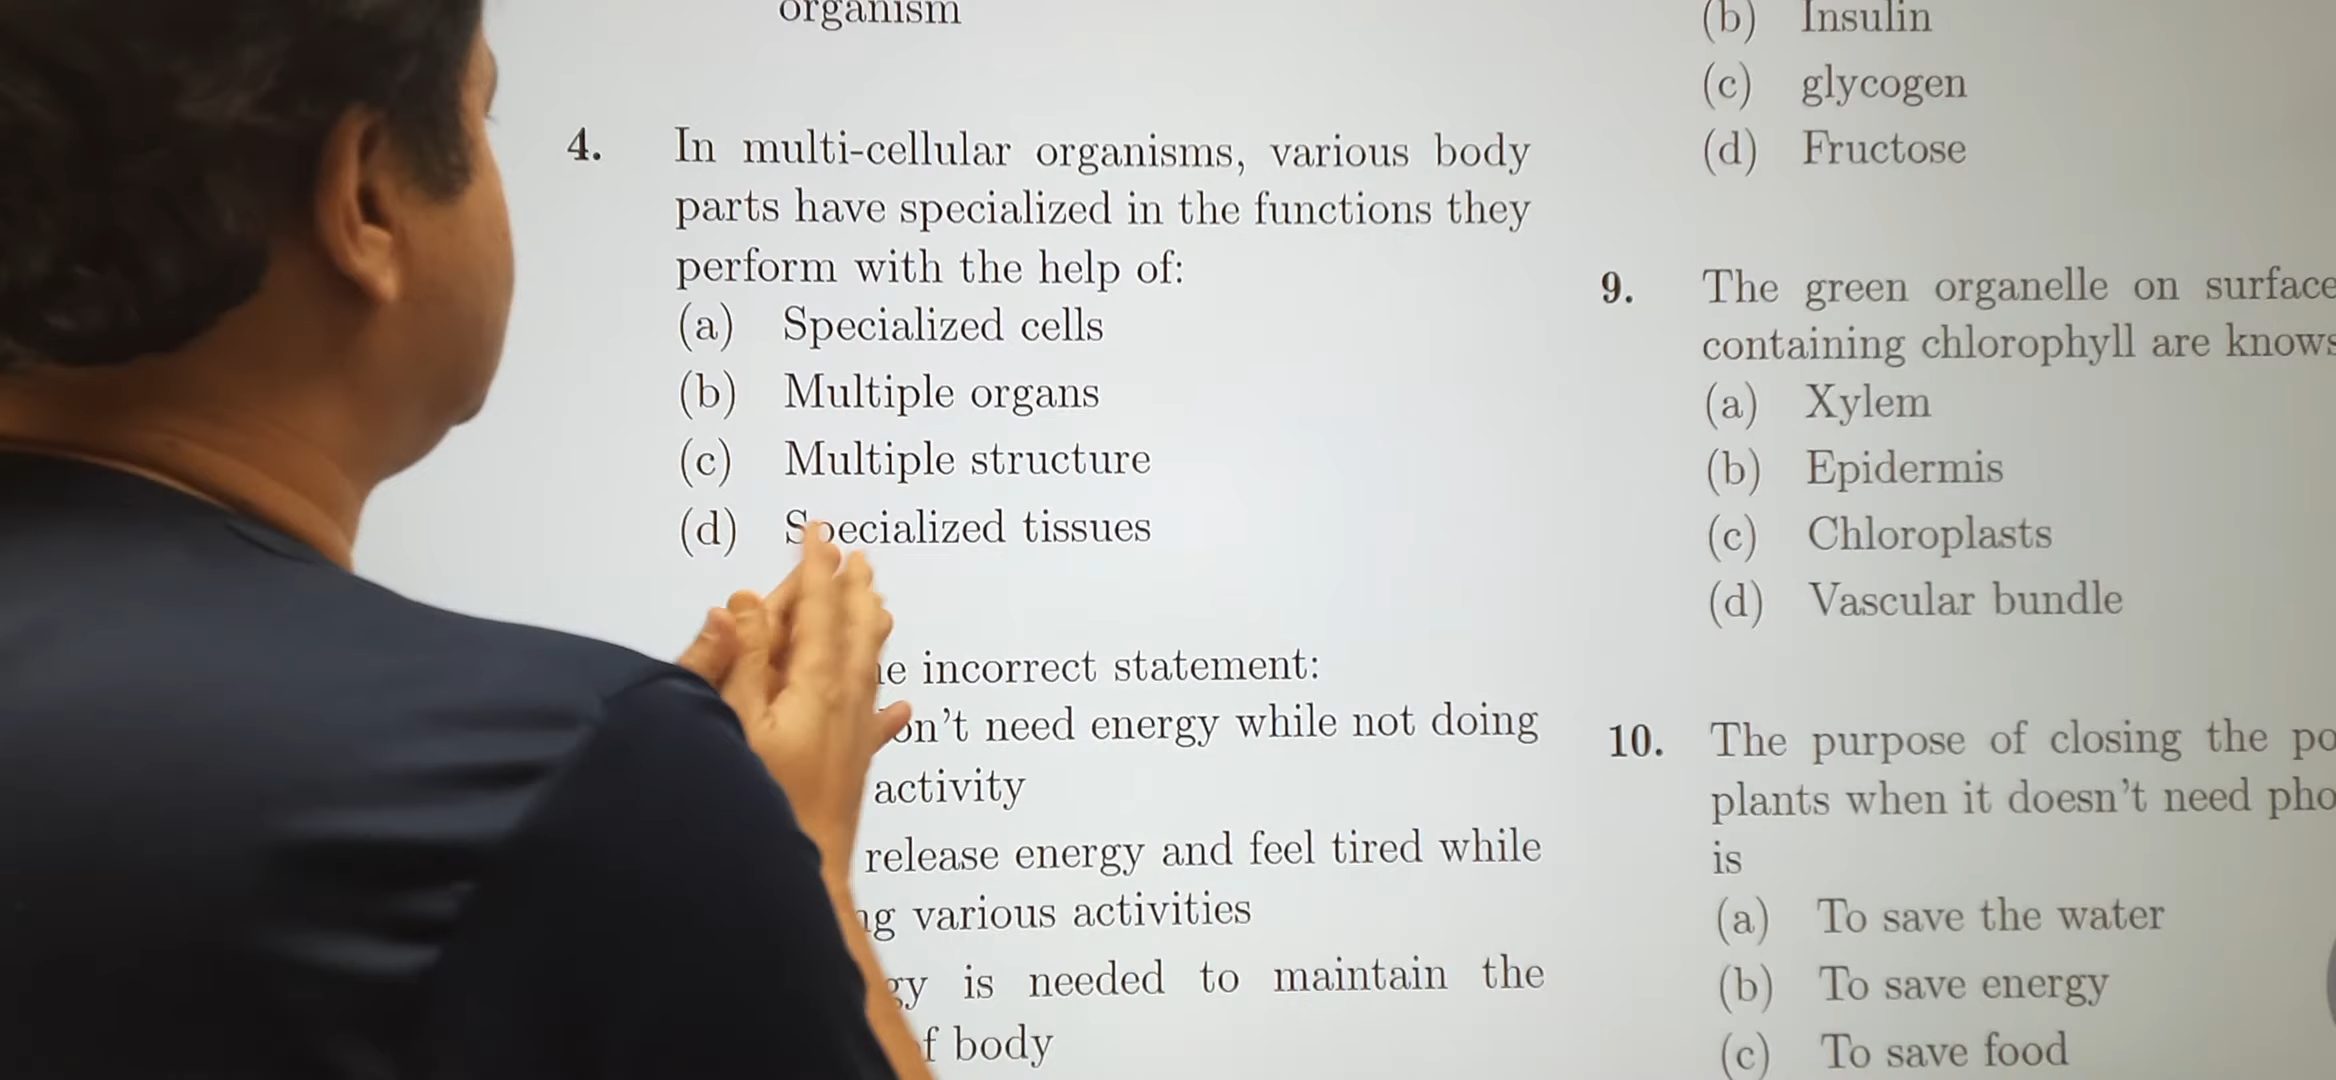 organism
4. In multi-cellular organisms, various body
parts have specialized in the functions they
perform with the help of:
(a) Specialized cells
(b) Multiple organs
(c) Multiple structure
(d) Specialized tissues
incorrect statement:
need energy while not doing
activity
release energy and feel tired while
various activities
is needed to maintain the
body
(b) Insulin
(c) glycogen
(d) Fructose
9. The green organelle on surface
containing chlorophyll are knows
(a) Xylem
(b) Epidermis
(c) Chloroplasts
(d) Vascular bundle
10. The purpose of closing the
plants when it doesn't need
is
(a) To save the water
(b) To save energy
(c) To save food